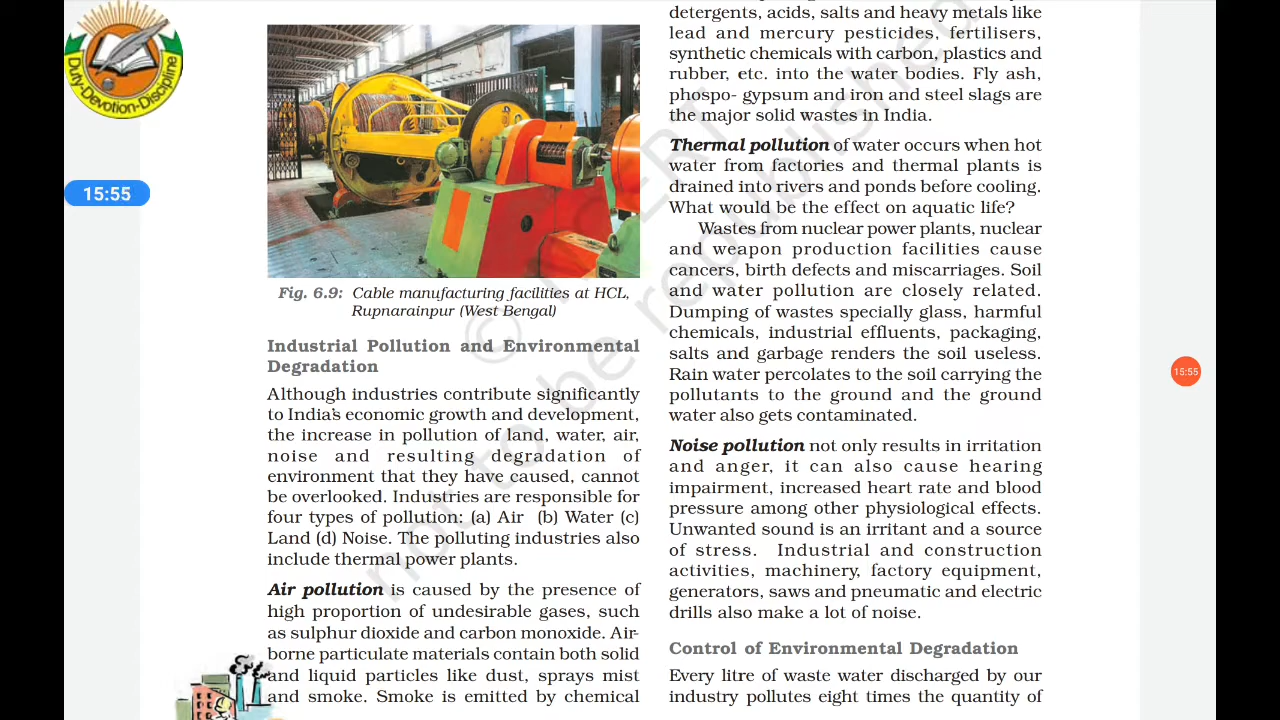 Duty-Devotion-Discipline
15:55
Fig. 6.9: Cable manufacturing facilities at HCL,
Rupnarainpur (West Bengal)
Industrial Pollution and Environmental
Degradation
Although industries contribute significantly
to India's economic growth and development,
the increase in pollution of land, water, air,
noise and resulting degradation of
environment that they have caused, cannot
be overlooked. Industries are responsible for
four types of pollution: (a) Air (b) Water (c)
Land (d) Noise. The polluting industries also
include thermal power plants.
Air pollution is caused by the presence of
high proportion of undesirable gases, such
as sulphur dioxide and carbon monoxide. Air-
borne particulate materials contain both solid
and liquid particles like dust, sprays mist
and smoke. Smoke is emitted by chemical
detergents, acids, salts and heavy metals like
lead and mercury pesticides, fertilisers,
synthetic chemicals with carbon, plastics and
rubber, etc. into the water bodies. Fly ash,
phospo- gypsum and iron and steel slags are
the major solid wastes in India.
Thermal pollution of water occurs when hot
water from factories and thermal plants is
drained into rivers and ponds before cooling.
What would be the effect on aquatic life?
Wastes from nuclear power plants, nuclear
and weapon production facilities cause
cancers, birth defects and miscarriages. Soil
and water pollution are closely related.
Dumping of wastes specially glass, harmful
chemicals, industrial effluents, packaging,
salts and garbage renders the soil useless.
Rain water percolates to the soil carrying the
pollutants to the ground and the ground
water also gets contaminated.
Noise pollution not only results in irritation
and anger, it can also cause hearing
impairment, increased heart rate and blood
pressure among other physiological effects.
Unwanted sound is an irritant and a source
of stress. Industrial and construction
activities, machinery, factory equipment,
generators, saws and pneumatic and electric
drills also make a lot of noise.
Control of Environmental Degradation
Every litre of waste water discharged by our
industry pollutes eight times the quantity of
15:55
not to be republished